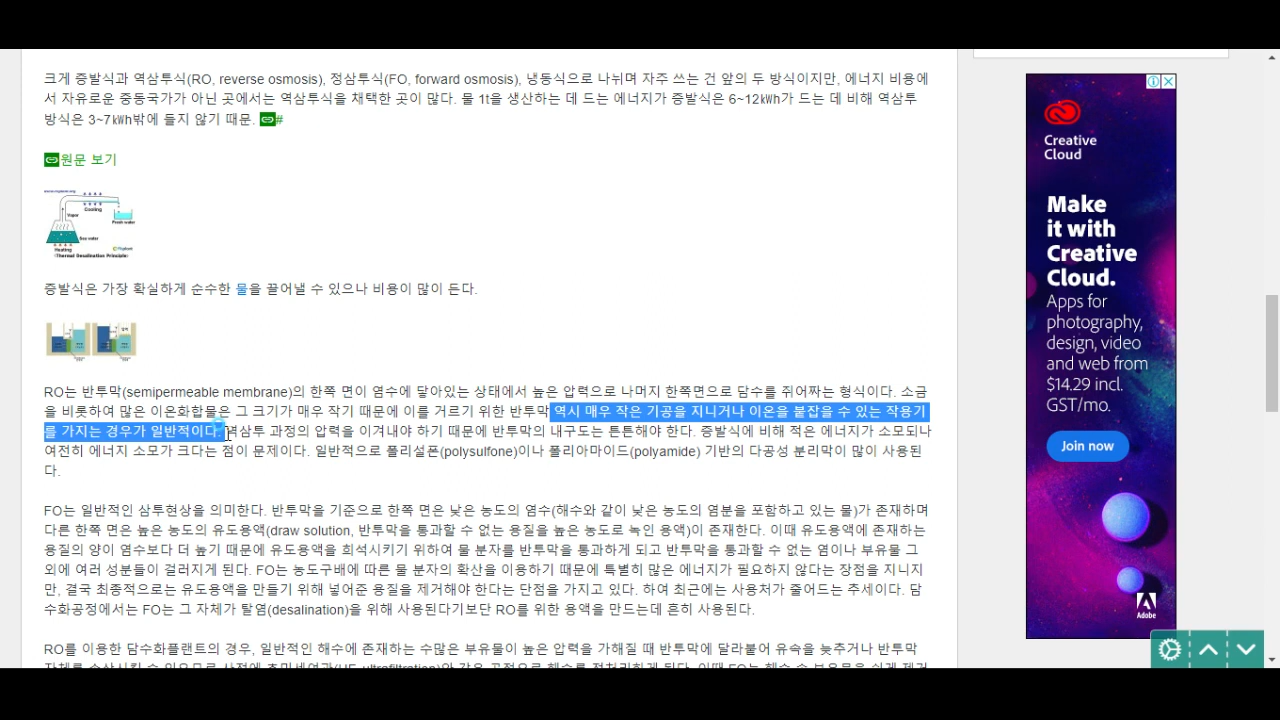 크게 증발식과 역삼투식(RO, reverse osmosis), 정삼투식(FO, forward osmosis), 냉동식으로 나뉘며 자주 쓰는 건 앞의 두 방식이지만, 에너지 비용에
서 자유로운 중동국가가 아닌 곳에서는 역삼투식을 채택한 곳이 많다. 물 1t을 생산하는 데 드는 에너지가 증발식은 6~12㎾h가 드는 데 비해 역삼투
방식은 3~7㎾h밖에 들지 않기 때문. #
원문 보기
Cooling
Vapor
Fresh water
Sea water
Heating
<Thermal Desalination Principle>
증발식은 가장 확실하게 순수한 물을 끌어낼 수 있으나 비용이 많이 든다.
RO는 반투막(semipermeable membrane)의 한쪽 면이 염수에 닿아있는 상태에서 높은 압력으로 나머지 한쪽면으로 담수를 쥐어짜는 형식이다. 소금
을 비롯하여 많은 이온화합물은 그 크기가 매우 작기 때문에 이를 거르기 위한 반투막 역시 매우 작은 기공을 지니거나 이온을 붙잡을 수 있는 작용기
를 가지는 경우가 일반적이다. 역삼투 과정의 압력을 이겨내야 하기 때문에 반투막의 내구도는 튼튼해야 한다. 증발식에 비해 적은 에너지가 소모되나
여전히 에너지 소모가 크다는 점이 문제이다. 일반적으로 폴리설폰(polysulfone)이나 폴리아마이드(polyamide) 기반의 다공성 분리막이 많이 사용된
다.
FO는 일반적인 삼투현상을 의미한다. 반투막을 기준으로 한쪽 면은 낮은 농도의 염수(해수와 같이 낮은 농도의 염분을 포함하고 있는 물)가 존재하며
다른 한쪽 면은 높은 농도의 유도용액(draw solution, 반투막을 통과할 수 없는 용질을 높은 농도로 녹인 용액)이 존재한다. 이때 유도용액에 존재하는
용질의 양이 염수보다 더 높기 때문에 유도용액을 희석시키기 위하여 물 분자를 반투막을 통과하게 되고 반투막을 통과할 수 없는 염이나 부유물 그
외에 여러 성분들이 걸러지게 된다. FO는 농도구배에 따른 물 분자의 확산을 이용하기 때문에 특별히 많은 에너지가 필요하지 않다는 장점을 지니지
만, 결국 최종적으로는 유도용액을 만들기 위해 넣어준 용질을 제거해야 한다는 단점을 가지고 있다. 하여 최근에는 사용처가 줄어드는 추세이다. 담
수화공정에서는 FO는 그 자체가 탈염(desalination)을 위해 사용된다기보단 RO를 위한 용액을 만드는데 흔히 사용된다.
RO를 이용한 담수화플랜트의 경우, 일반적인 해수에 존재하는 수많은 부유물이 높은 압력을 가해질 때 반투막에 달라붙어 유속을 늦추거나 반투막
Creative
Cloud
Make
it with
Creative
Cloud.
Apps for
photography,
design, video
and web from
$14.29 incl.
GST/mo.
Join now
Adobe